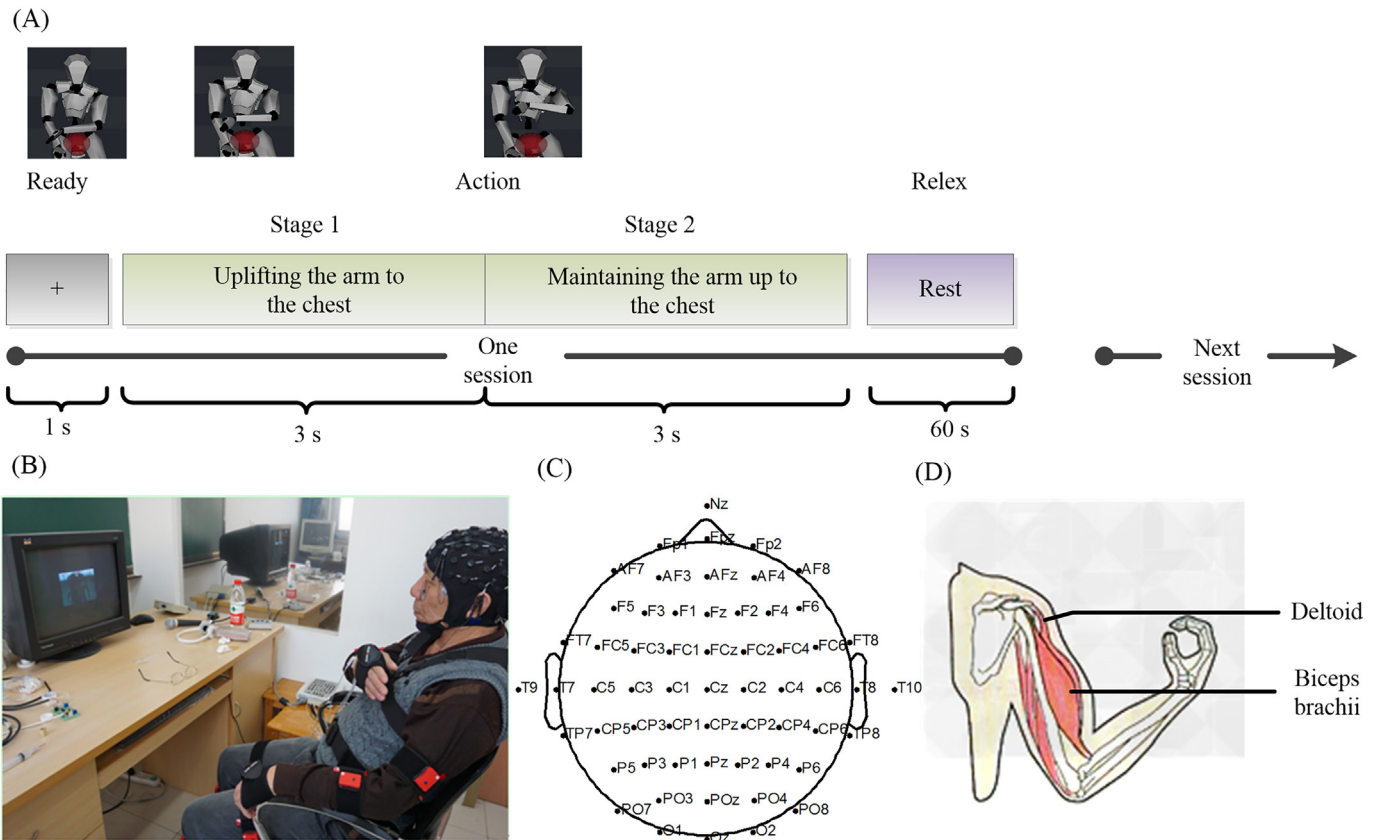 (A)
Ready
Action
Relex
Stage 1
Stage 2
+
Uplifting the arm to
the chest
Maintaining the arm up to
the chest
Rest
One
session
Next
session
1 s
3 s
3 s
60 s
(B)
(C)
(D)
Nz
Fp1 Fpz Fp2
AF7 AF3 AFz AF4 AF8
F5 F3 F1 Fz F2 F4 F6
FT7 FC5 FC3 FC1 FCz FC2 FC4 FC6 FT8
T9 T7 C5 C3 C1 Cz C2 C4 C6 T8 T10
TP7 CP5 CP3 CP1 CPz CP2 CP4 CP6 TP8
P5 P3 P1 Pz P2 P4 P6
PO7 PO3 POz PO4 PO8
O1 Oz O2
Deltoid
Biceps
brachii